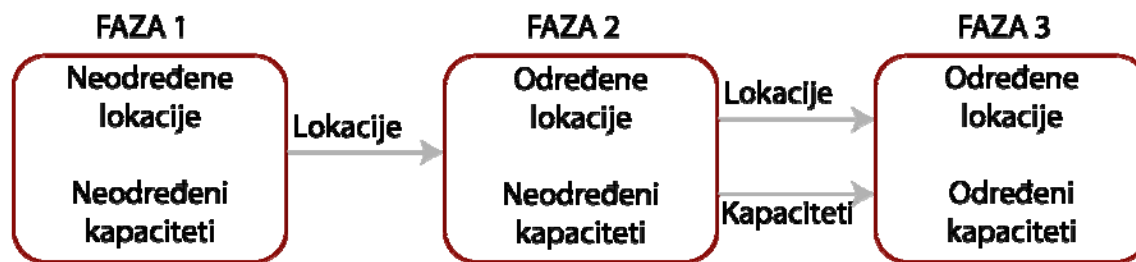 FAZA 1
Neodređene
lokacije
Neodređeni
kapaciteti
Lokacije
FAZA 2
Određene
lokacije
Neodređeni
kapaciteti
Lokacije
Kapaciteti
FAZA 3
Određene
lokacije
Određeni
kapaciteti